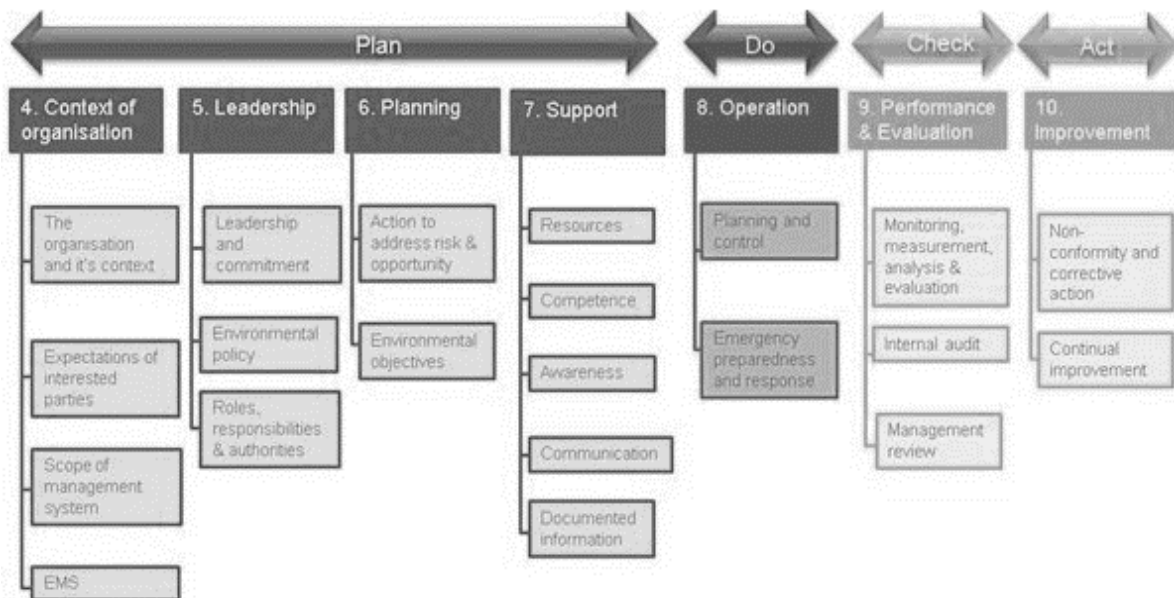 Plan
Do
Check
Act
4. Context of
organisation
5. Leadership
6. Planning
7. Support
8. Operation
9. Performance
& Evaluation
10.
Improvement
The
organisation
and it's context
Expectations of
interested
parties
Scope of
management
system
EMS
Leadership
and
commitment
Environmental
policy
Roles,
responsibilities
& authorities
Action to
address risk &
opportunity
Environmental
objectives
Resources
Competence
Awareness
Communication
Documented
information
Planning and
control
Emergency
preparedness
and response
Monitoring,
measurement,
analysis &
evaluation
Internal audit
Management
review
Non-
conformity and
corrective
action
Continual
improvement